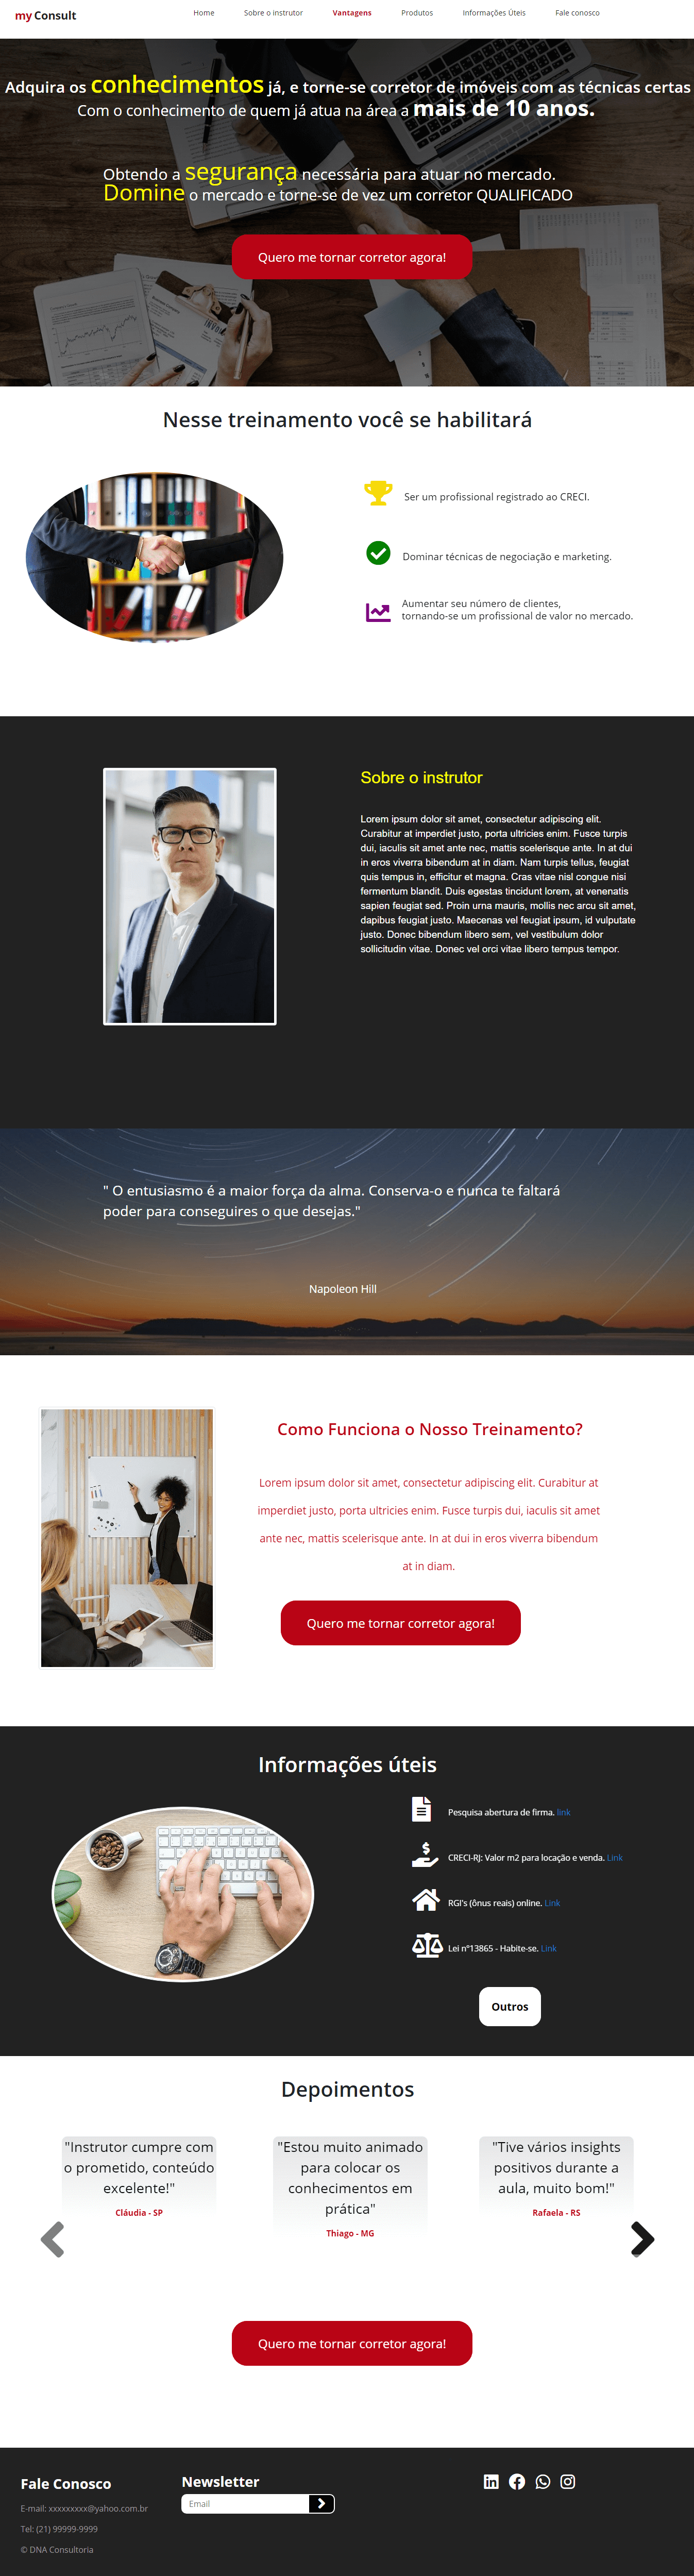 my Consult
Home
Sobre o instrutor
Vantagens
Produtos
Informações Úteis
Fale conosco
Adquira os conhecimentos já, e torne-se corretor de imóveis com as técnicas certas
Com o conhecimento de quem já atua na área a mais de 10 anos.
Obtendo a segurança necessária para atuar no mercado.
Domine o mercado e torne-se de vez um corretor QUALIFICADO
Quero me tornar corretor agora!
Nesse treinamento você se habilitará
Ser um profissional registrado ao CRECI.
Dominar técnicas de negociação e marketing.
Aumentar seu número de clientes,
tornando-se um profissional de valor no mercado.
Sobre o instrutor
Lorem ipsum dolor sit amet, consectetur adipiscing elit.
Curabitur at imperdiet justo, porta ultricies enim. Fusce turpis
dui, iaculis sit amet ante nec, mattis scelerisque ante. In at dui
in eros viverra bibendum at in diam. Nam turpis tellus, feugiat
quis tempus in, efficitur et magna. Cras vitae nisl congue nisi
fermentum blandit. Duis egestas tincidunt lorem, at venenatis
sapien feugiat sed. Proin urna mauris, mollis nec arcu sit amet,
dapibus feugiat justo. Maecenas vel feugiat ipsum, id vulputate
justo. Donec bibendum libero sem, vel vestibulum dolor
sollicitudin vitae. Donec vel orci vitae libero tempus tempor.
" O entusiasmo é a maior força da alma. Conserva-o e nunca te faltará
poder para conseguires o que desejas."
Napoleon Hill
Como Funciona o Nosso Treinamento?
Lorem ipsum dolor sit amet, consectetur adipiscing elit. Curabitur at
imperdiet justo, porta ultricies enim. Fusce turpis dui, iaculis sit amet
ante nec, mattis scelerisque ante. In at dui in eros viverra bibendum
at in diam.
Quero me tornar corretor agora!
Informações úteis
Pesquisa abertura de firma. link
CRECI-RJ: Valor m2 para locação e venda. Link
RGI's (ônus reais) online. Link
Lei nº13865 - Habite-se. Link
Outros
Depoimentos
"Instrutor cumpre com
o prometido, conteúdo
excelente!"
Cláudia - SP
"Estou muito animado
para colocar os
conhecimentos em
prática"
Thiago - MG
"Tive vários insights
positivos durante a
aula, muito bom!"
Rafaela - RS
Quero me tornar corretor agora!
Fale Conosco
E-mail: xxxxxxxxx@yahoo.com.br
Tel: (21) 99999-9999
© DNA Consultoria
Newsletter
Email